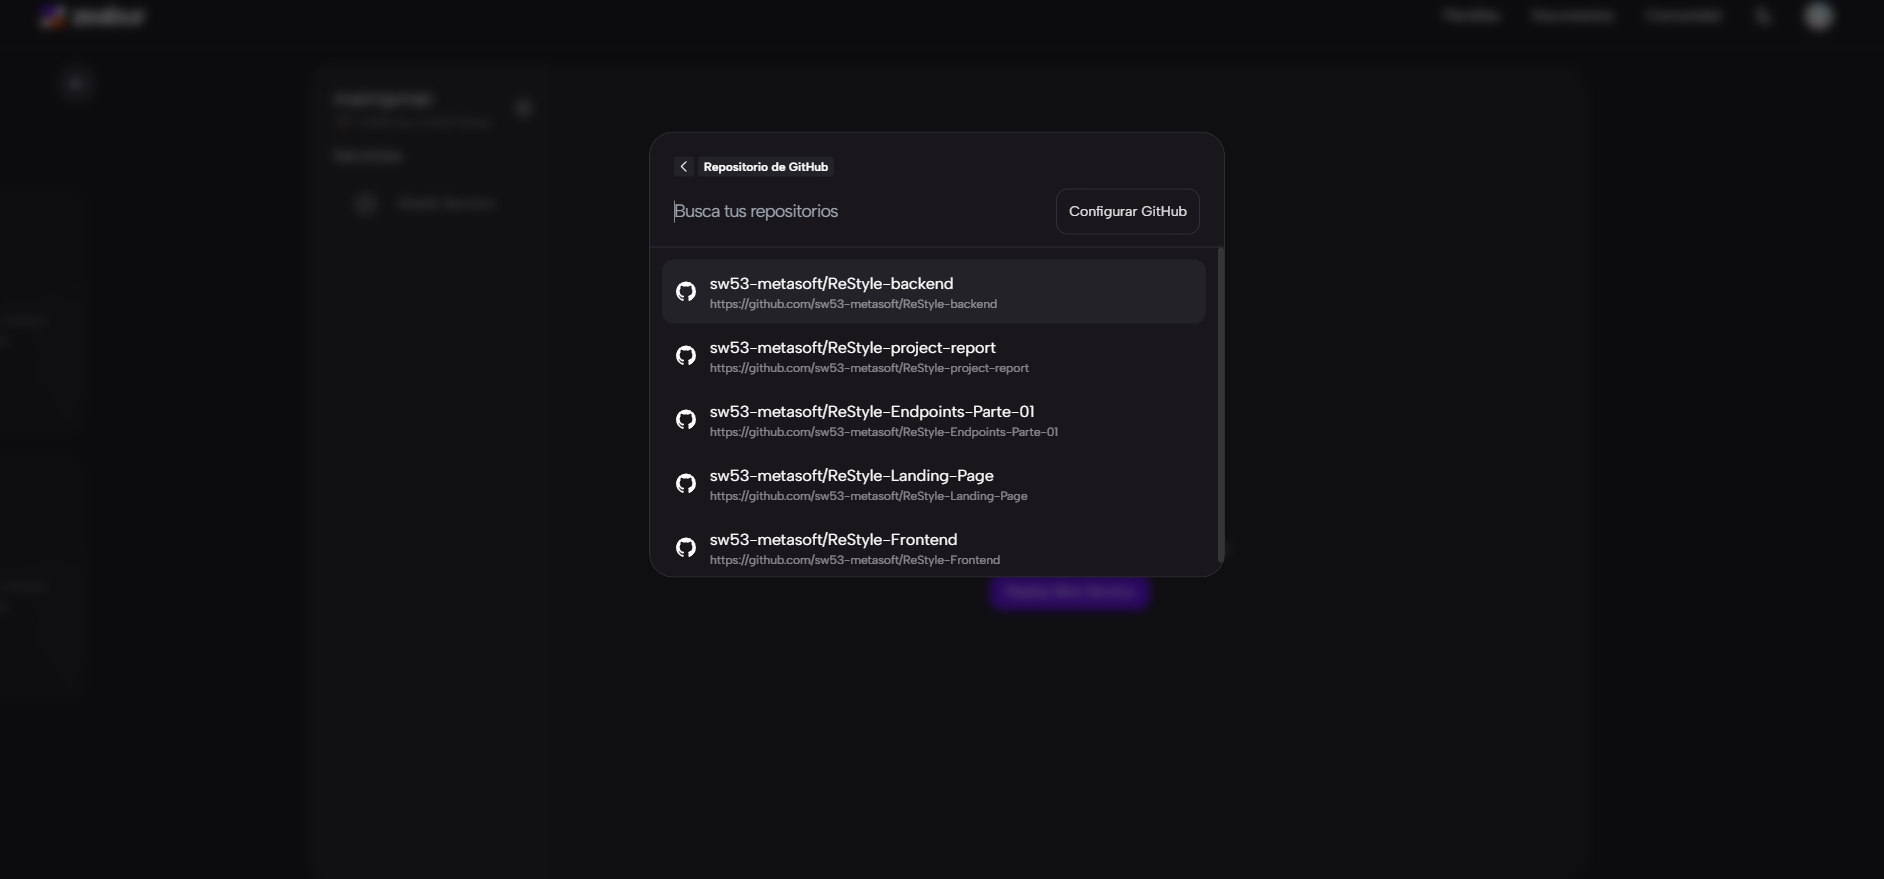 Repositorio de GitHub
Busca tus repositorios
Configurar GitHub
sw53-metasoft/ReStyle-backend
https://github.com/sw53-metasoft/ReStyle-backend
sw53-metasoft/ReStyle-project-report
https://github.com/sw53-metasoft/ReStyle-project-report
sw53-metasoft/ReStyle-Endpoints-Parte-01
https://github.com/sw53-metasoft/ReStyle-Endpoints-Parte-01
sw53-metasoft/ReStyle-Landing-Page
https://github.com/sw53-metasoft/ReStyle-Landing-Page
sw53-metasoft/ReStyle-Frontend
https://github.com/sw53-metasoft/ReStyle-Frontend